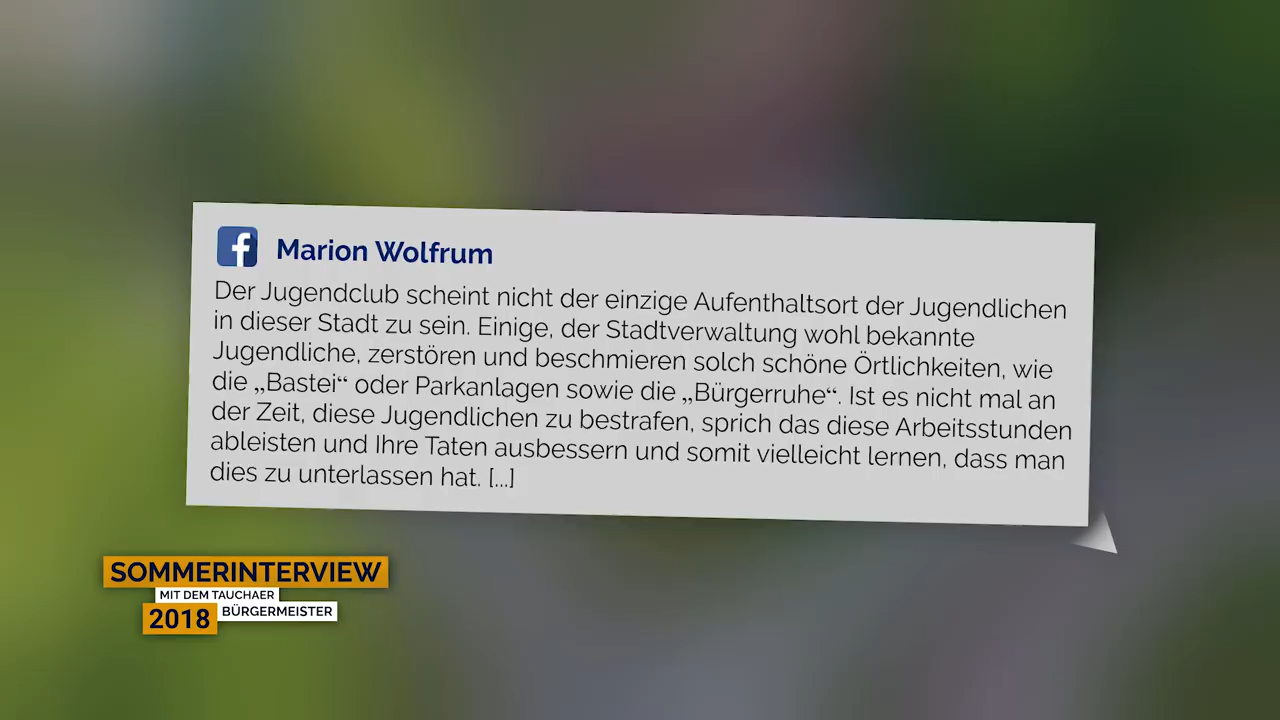 Marion Wolfrum
Der Jugendclub scheint nicht der einzige Aufenthaltsort der Jugendlichen
in dieser Stadt zu sein. Einige, der Stadtverwaltung wohl bekannte
Jugendliche, zerstören und beschmieren solch schöne Örtlichkeiten, wie
die „Bastei“ oder Parkanlagen sowie die „Bürgerruhe“. Ist es nicht mal an
der Zeit, diese Jugendlichen zu bestrafen, sprich das diese Arbeitsstunden
ableisten und Ihre Taten ausbessern und somit vielleicht lernen, dass man
dies zu unterlassen hat. [...]
SOMMERINTERVIEW
MIT DEM TAUCHAER
2018 BÜRGERMEISTER